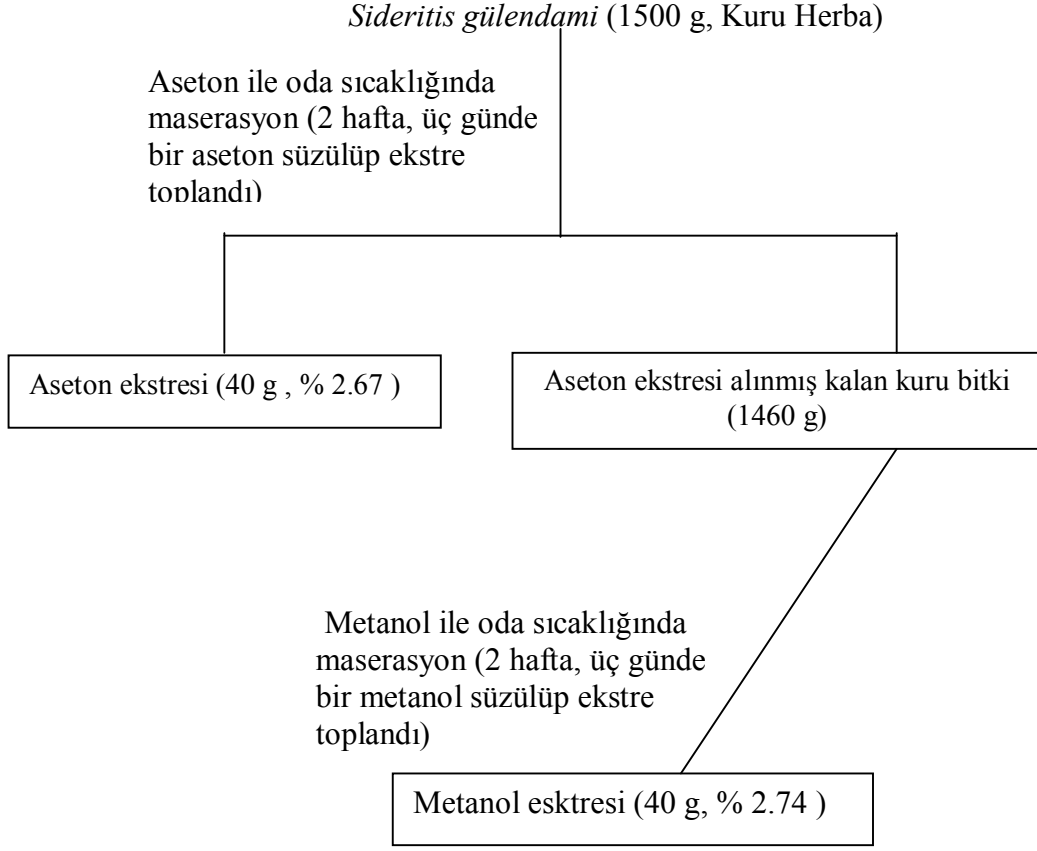 Sideritis gülendami (1500 g, Kuru Herba)
Aseton ile oda sıcaklığında
maserasyon (2 hafta, üç günde
bir aseton süzülüp ekstre
toplandı)
Aseton ekstresi (40 g , % 2.67 )
Aseton ekstresi alınmış kalan kuru bitki
(1460 g)
Metanol ile oda sıcaklığında
maserasyon (2 hafta, üç günde
bir metanol süzülüp ekstre
toplandı)
Metanol esktresi (40 g, % 2.74 )